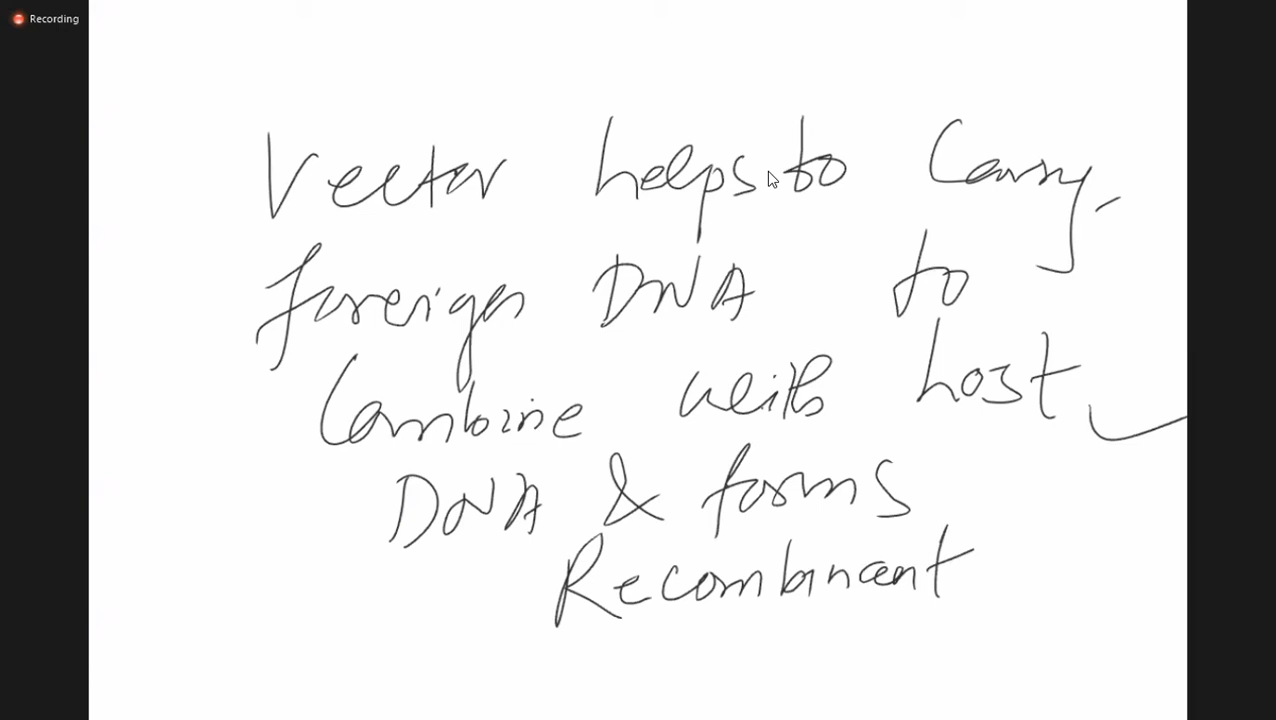 Recording
Vector helps to Carry
foreign DNA to
Combine with host
DNA & forms
Recombinant